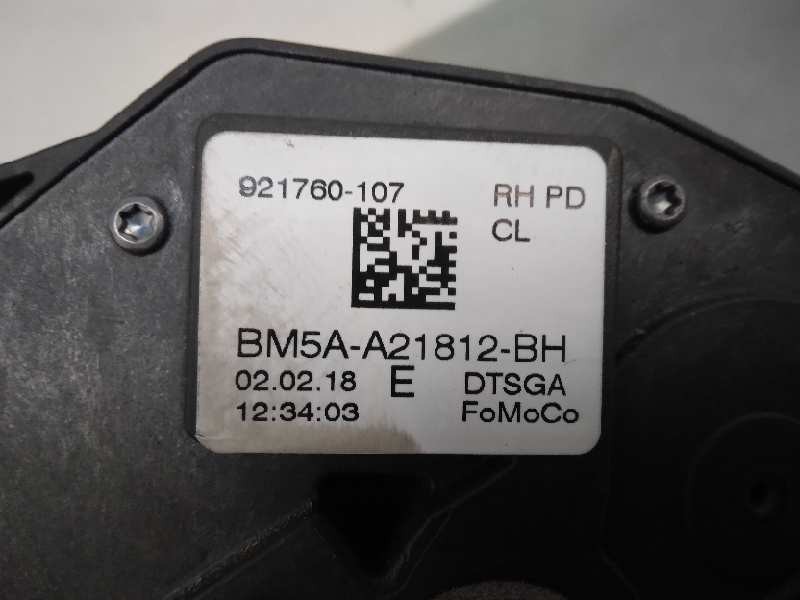 921760-107 RH PD
CL
BM5A-A21812-BH
02.02.18 E DTSGA
12:34:03 FoMoCo